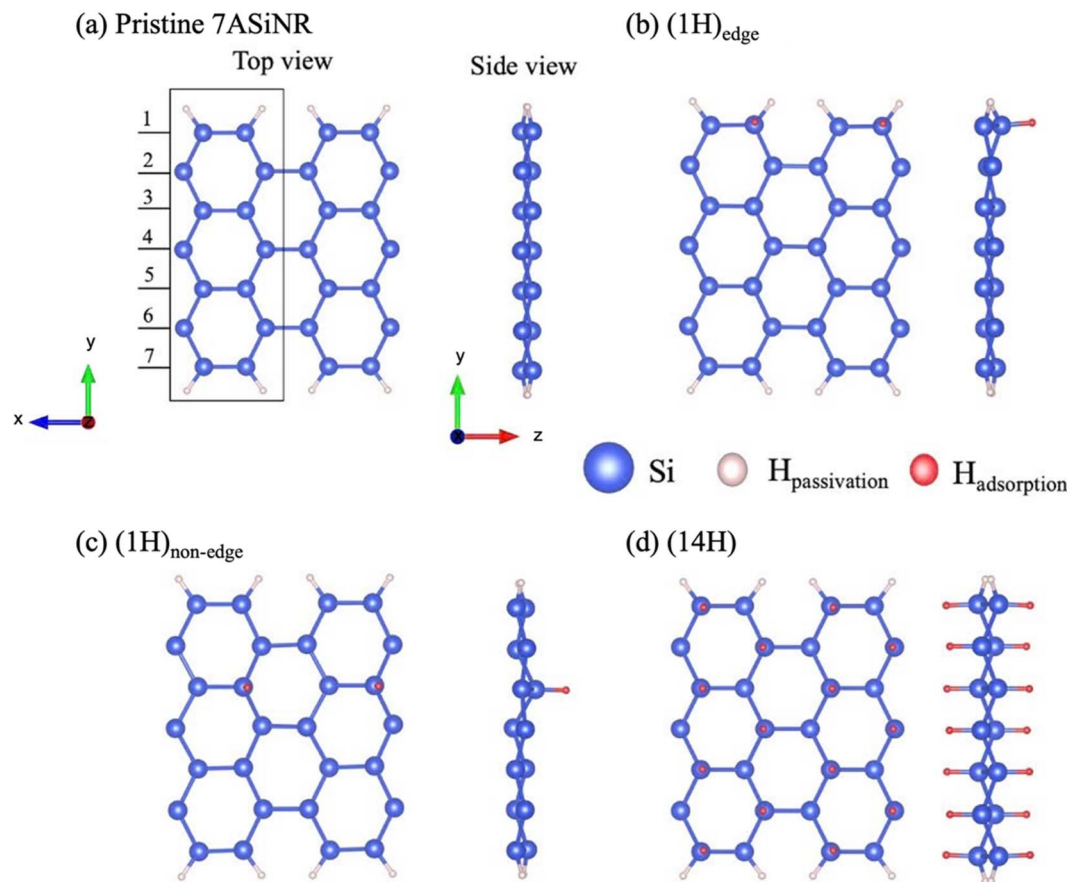 (a) Pristine 7ASiNR
Top view
Side view
1
2
3
4
5
6
7
y
x
z
y
x
z
(b) (1H)edge
Si
Hpassivation
Hadsorption
(c) (1H)non-edge
(d) (14H)